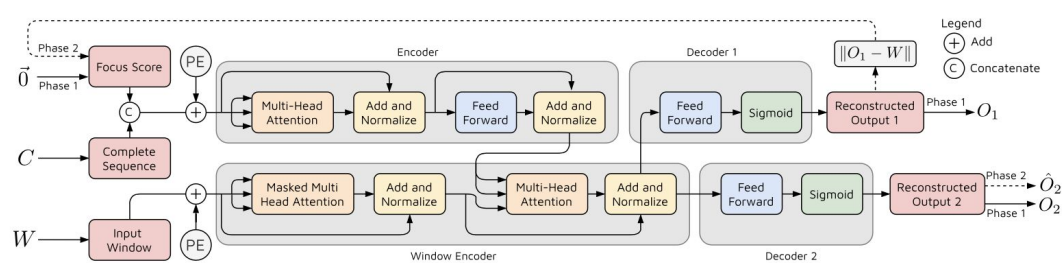 Phase 2
Focus Score
PE
Encoder
Decoder 1
‖O₁ − W‖
Legend
+ Add
C Concatenate
0⃗
Phase 1
C
+
Multi-Head
Attention
Add and
Normalize
Feed
Forward
Add and
Normalize
Feed
Forward
Sigmoid
Reconstructed
Output 1
Phase 1
O₁
C
Complete
Sequence
+
Masked Multi
Head Attention
Add and
Normalize
Multi-Head
Attention
Add and
Normalize
Feed
Forward
Sigmoid
Reconstructed
Output 2
Phase 2
Ô₂
Phase 1
O₂
W
Input
Window
PE
Window Encoder
Decoder 2